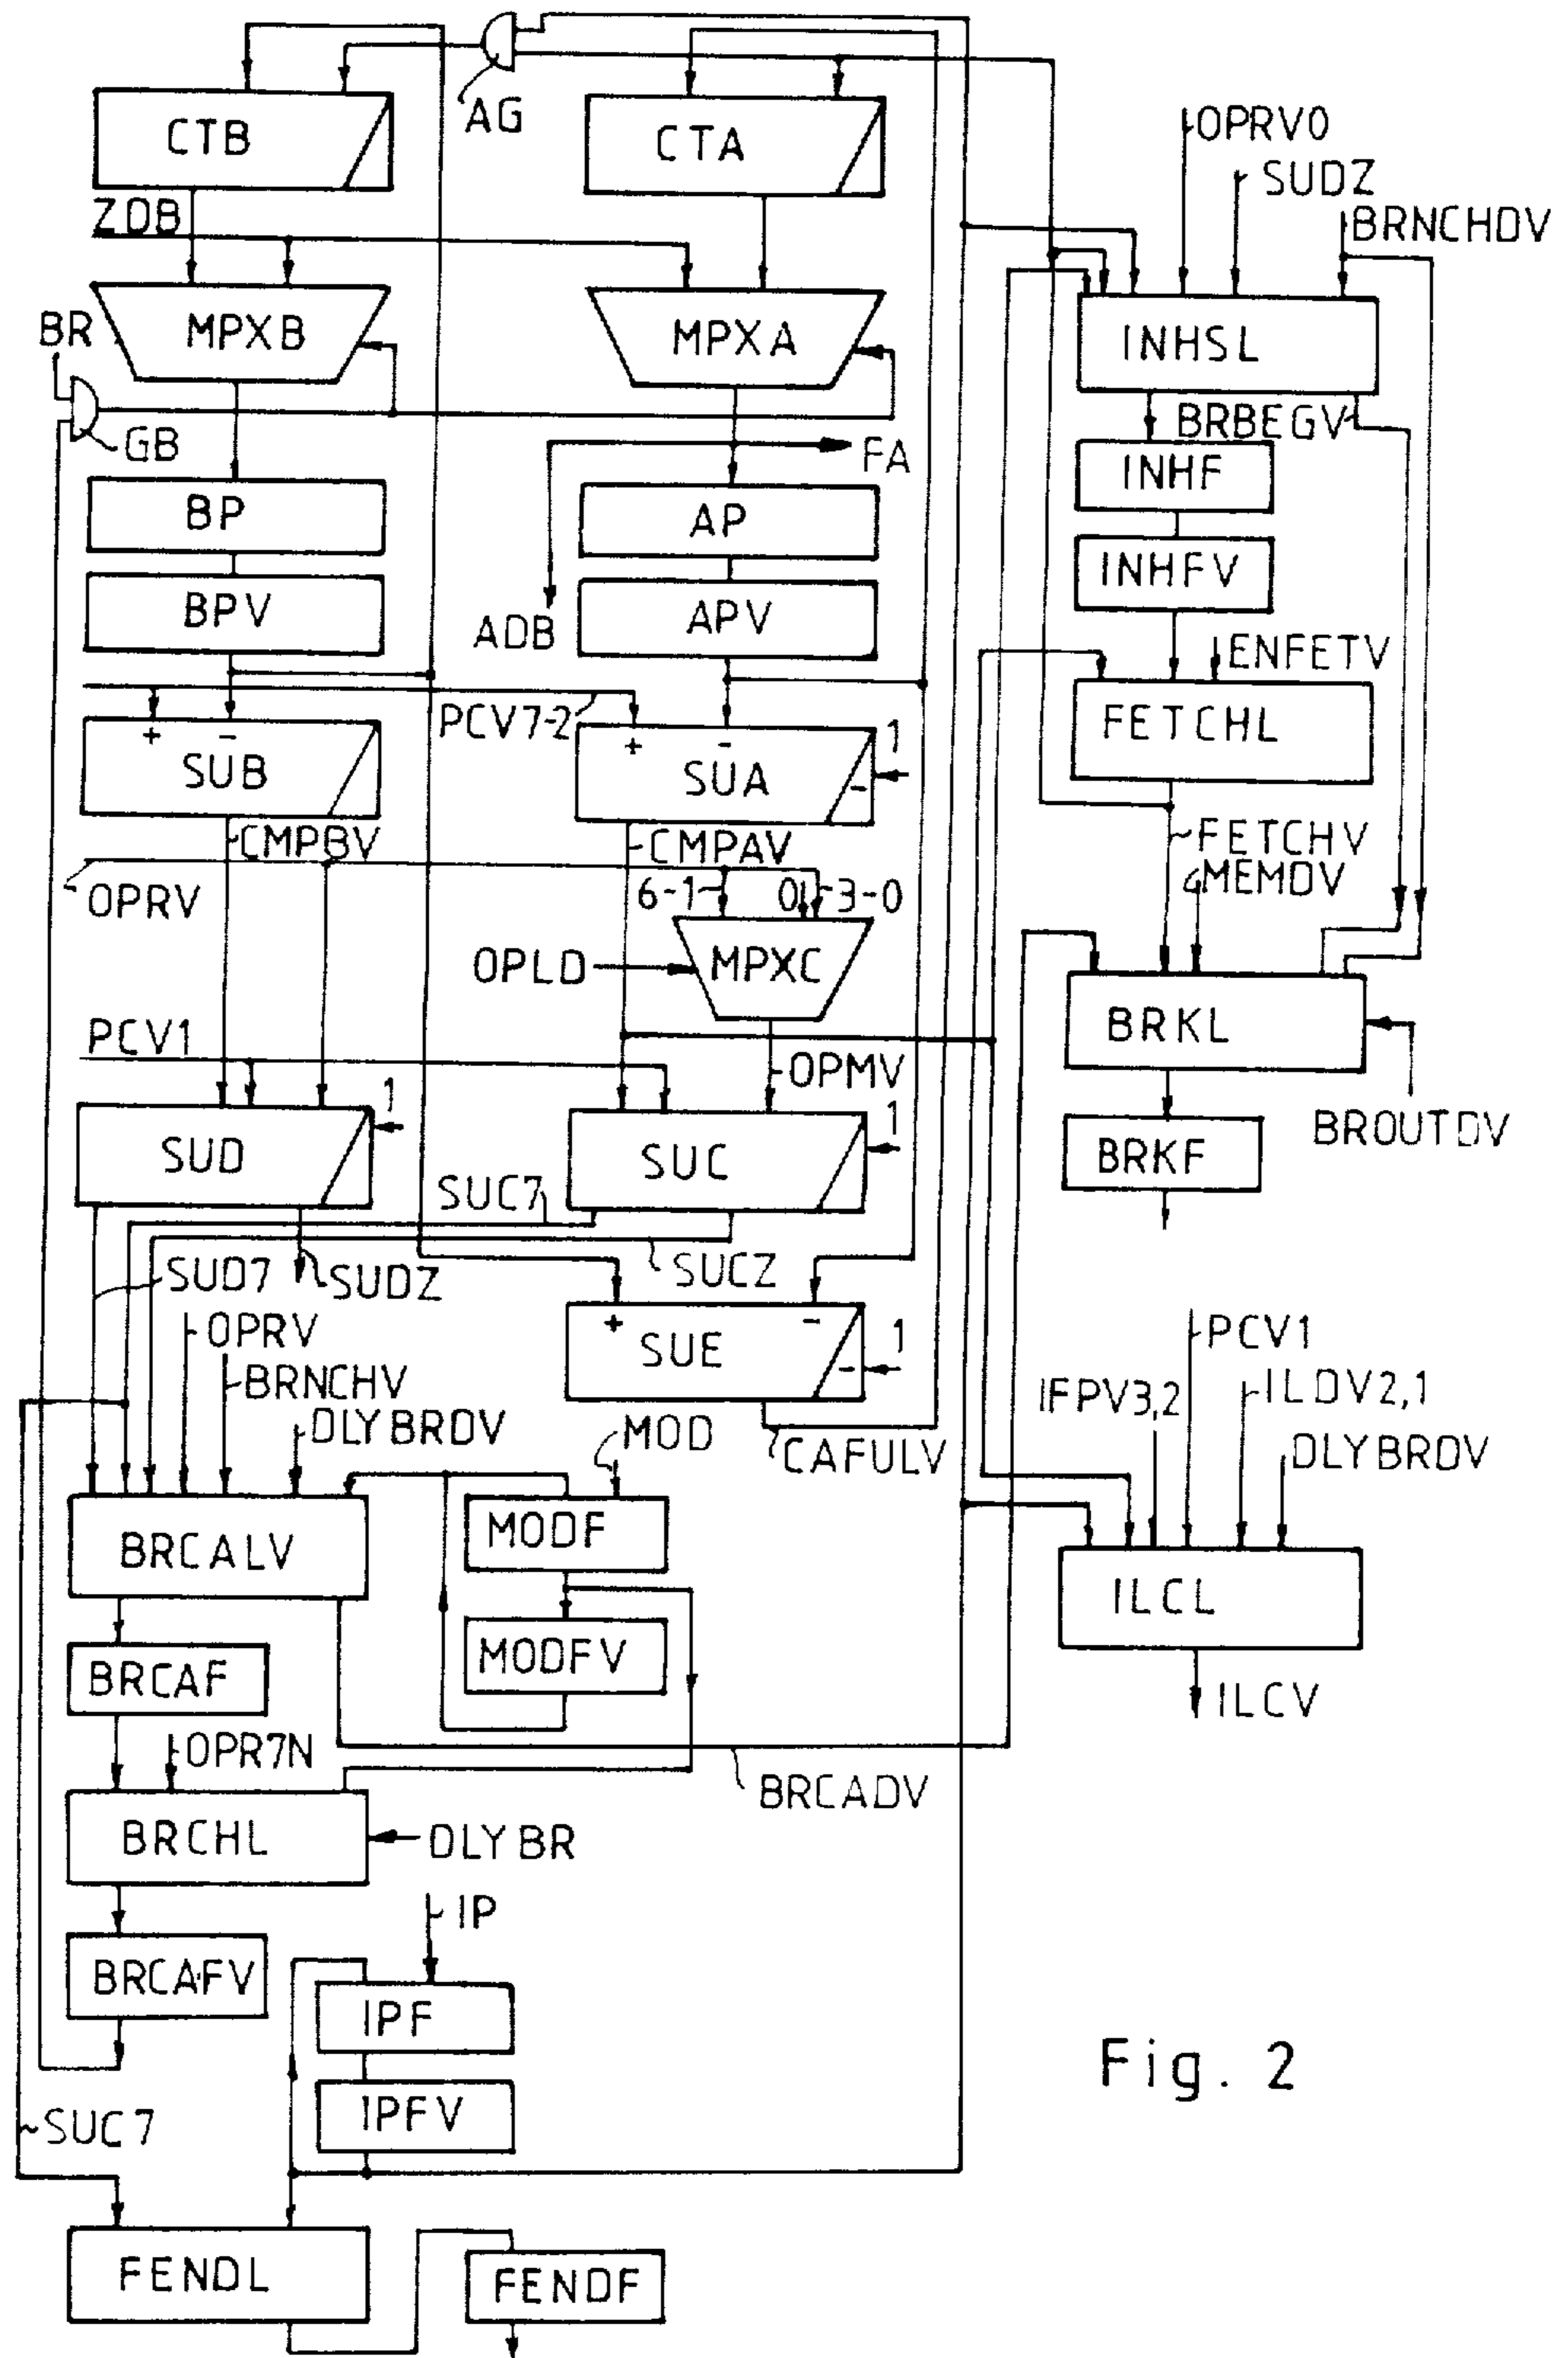 AG
CTB
CTA
OPRV0
SUDZ
BRNCHDV
ZDB
BR
MPXB
MPXA
INHSL
GB
BRBEGV
FA
INHF
BP
AP
INHFV
BPV
APV
ADB
ENFETV
PCV7-2
FETCHL
+ -
SUB
+ -
SUA
1
-
CMPBV
CMPAV
FETCHV
MEMDV
OPRV
6-1
0
3-0
OPLD
MPXC
BRKL
PCV1
OPMV
BROUTDV
1
SUD
1
SUC
BRKF
SUC7
SUD7
SUDZ
SUCZ
OPRV
+ -
SUE
1
-
PCV1
BRNCHV
IFPV3,2
ILDV2,1
DLYBRDV
MOD
CAFULV
DLYBRDV
BRCALV
MODF
ILCL
BRCAF
MODFV
ILCV
OPR7N
BRCADV
BRCHL
DLYBR
IP
BRCAFV
IPF
Fig. 2
IPFV
SUC7
FENDL
FENDF